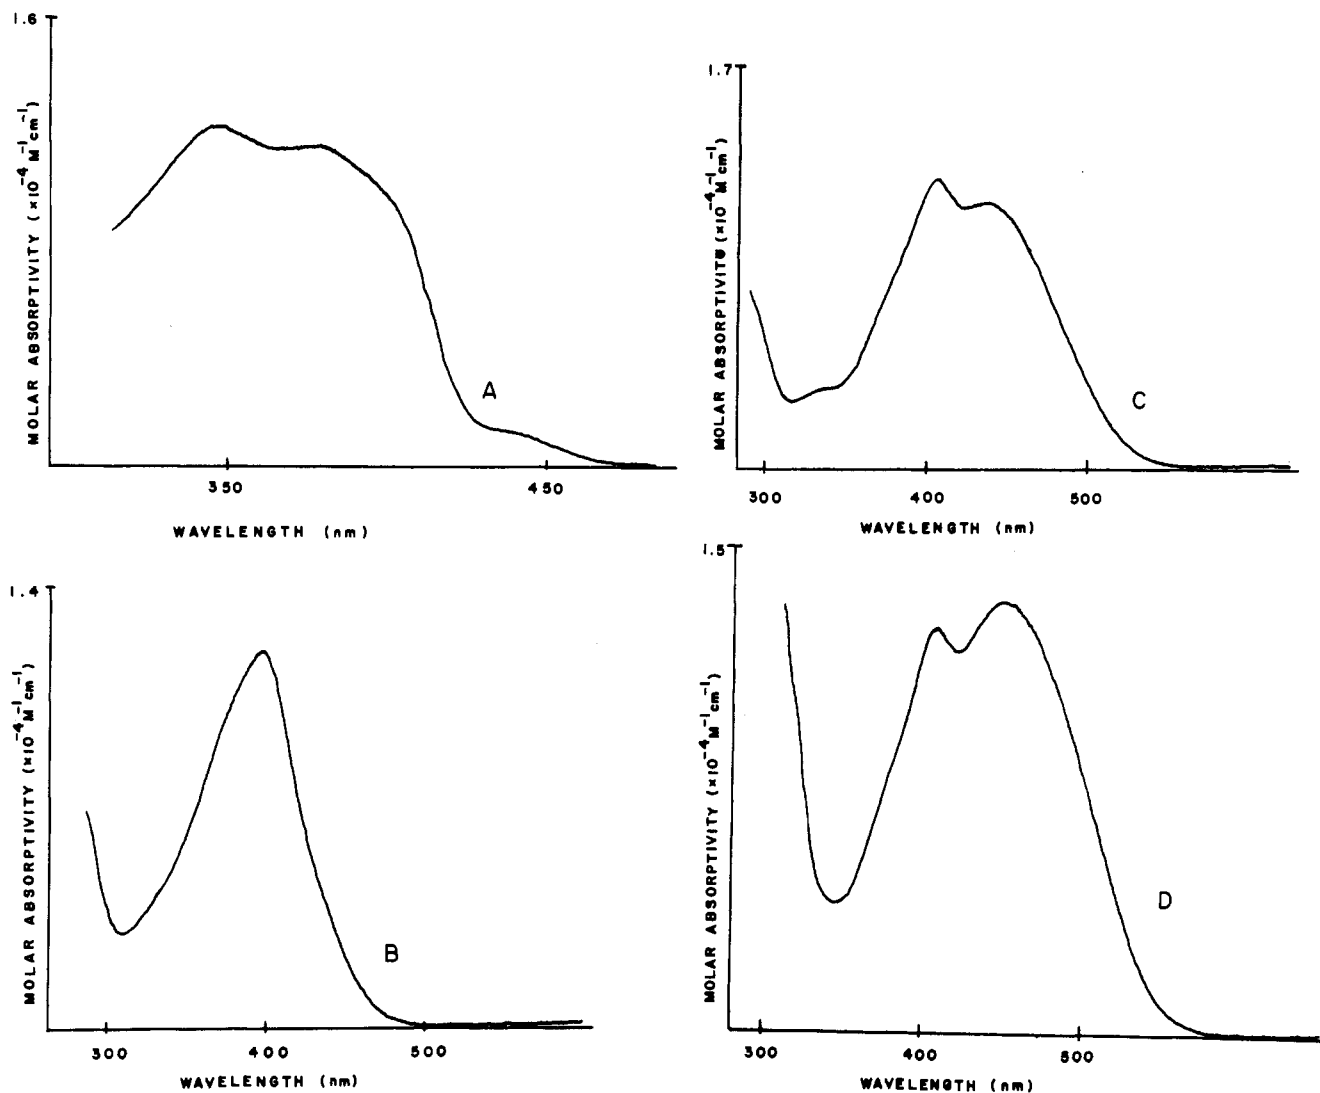 1.6
MOLAR ABSORPTIVITY (×10⁻⁴ M⁻¹cm⁻¹)
A
350 450
WAVELENGTH (nm)
1.7
MOLAR ABSORPTIVITY (×10⁻⁴ M⁻¹cm⁻¹)
C
300 400 500
WAVELENGTH (nm)
1.4
MOLAR ABSORPTIVITY (×10⁻⁴ M⁻¹cm⁻¹)
B
300 400 500
WAVELENGTH (nm)
1.5
MOLAR ABSORPTIVITY (×10⁻⁴ M⁻¹cm⁻¹)
D
300 400 500
WAVELENGTH (nm)